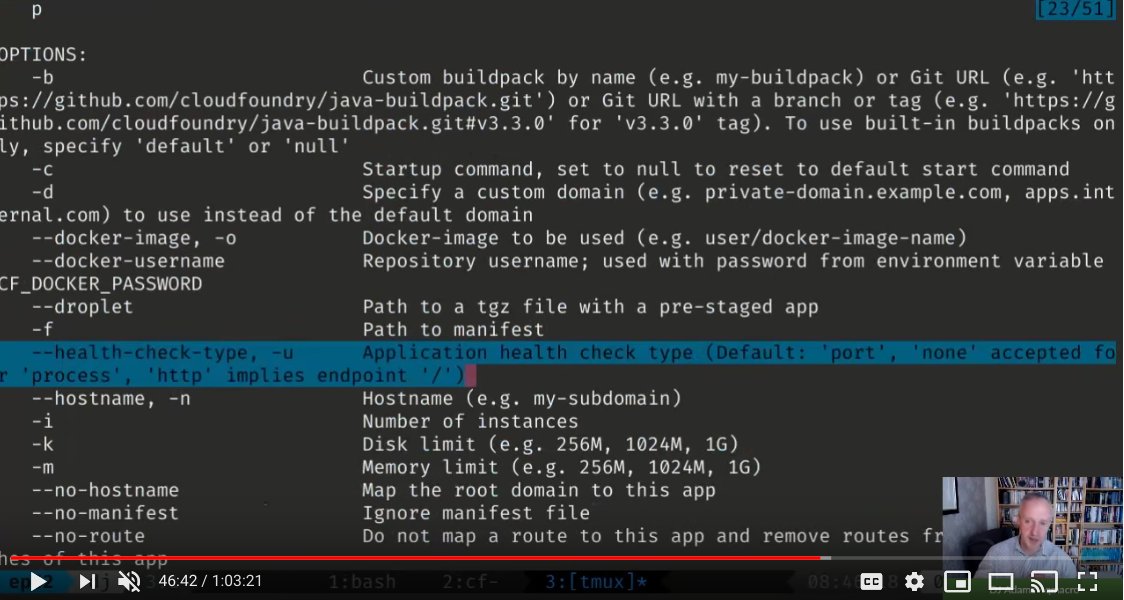 p
[23/51]
OPTIONS:
-b Custom buildpack by name (e.g. my-buildpack) or Git URL (e.g. 'htt
ps://github.com/cloudfoundry/java-buildpack.git') or Git URL with a branch or tag (e.g. 'https://g
ithub.com/cloudfoundry/java-buildpack.git#v3.3.0' for 'v3.3.0' tag). To use built-in buildpacks on
ly, specify 'default' or 'null'
-c Startup command, set to null to reset to default start command
-d Specify a custom domain (e.g. private-domain.example.com, apps.int
ernal.com) to use instead of the default domain
--docker-image, -o Docker-image to be used (e.g. user/docker-image-name)
--docker-username Repository username; used with password from environment variable
CF_DOCKER_PASSWORD
--droplet Path to a tgz file with a pre-staged app
-f Path to manifest
--health-check-type, -u Application health check type (Default: 'port', 'none' accepted fo
r 'process', 'http' implies endpoint '/')
--hostname, -n Hostname (e.g. my-subdomain)
-i Number of instances
-k Disk limit (e.g. 256M, 1024M, 1G)
-m Memory limit (e.g. 256M, 1024M, 1G)
--no-hostname Map the root domain to this app
--no-manifest Ignore manifest file
--no-route Do not map a route to this app and remove routes fr
hes of this app
46:42 / 1:03:21
1:bash 2:cf- 3:[tmux]*
CC